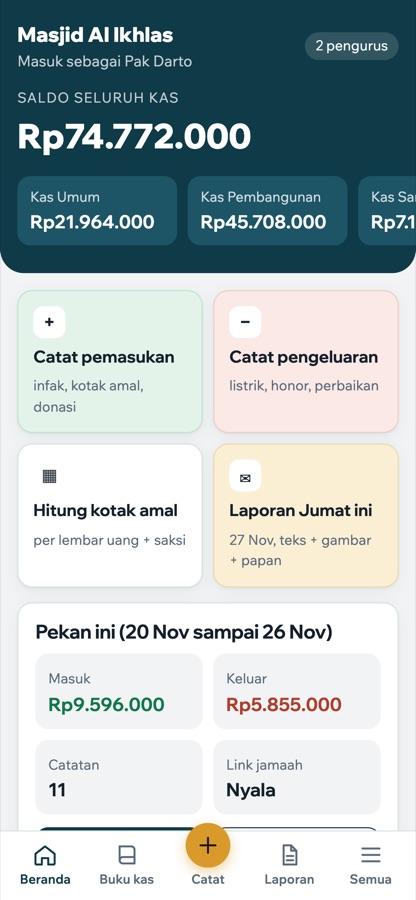 Masjid Al Ikhlas
Masuk sebagai Pak Darto
2 pengurus
SALDO SELURUH KAS
Rp74.772.000
Kas Umum
Rp21.964.000
Kas Pembangunan
Rp45.708.000
Kas
Catat pemasukan
infak, kotak amal,
donasi
Catat pengeluaran
listrik, honor, perbaikan
Hitung kotak amal
per lembar uang + saksi
Laporan Jumat ini
27 Nov, teks + gambar
+ papan
Pekan ini (20 Nov sampai 26 Nov)
Masuk
Rp9.596.000
Keluar
Rp5.855.000
Catatan
11
Link jamaah
Nyala
Beranda
Buku kas
Catat
Laporan
Semua